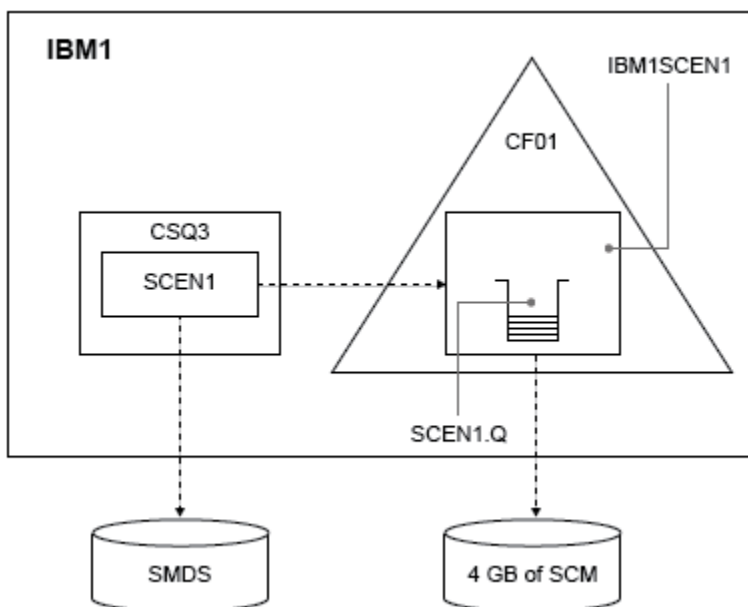 IBM1
IBM1SCEN1
CF01
CSQ3
SCEN1
SCEN1.Q
SMDS
4 GB of SCM